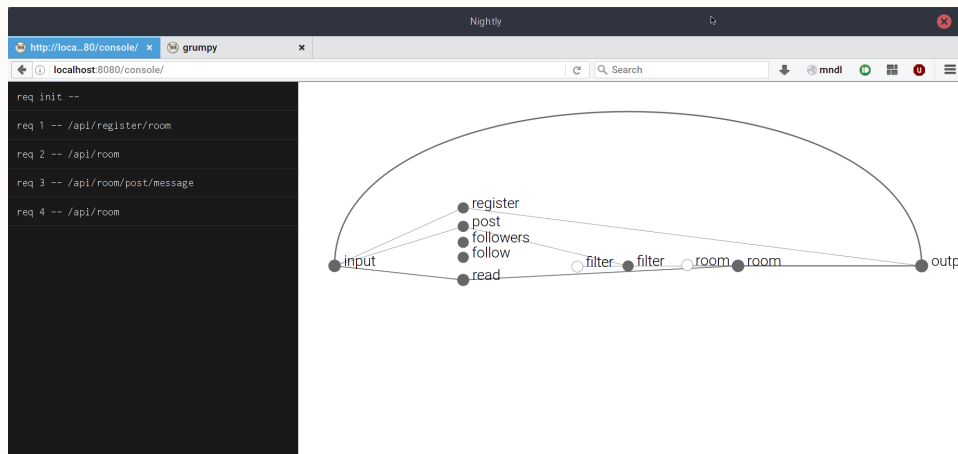 Nightly
http://loca...80/console/ × grumpy ×
localhost:8080/console/ Search mndl
req init --
req 1 -- /api/register/room
req 2 -- /api/room
req 3 -- /api/room/post/message
req 4 -- /api/room
register
post
followers
follow
input filter filter room room outp
read